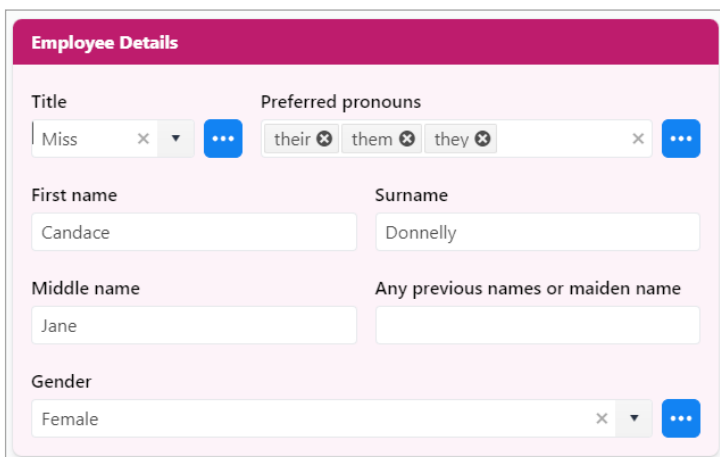 Employee Details
Title Preferred pronouns
Miss their them they
First name Surname
Candace Donnelly
Middle name Any previous names or maiden name
Jane
Gender
Female